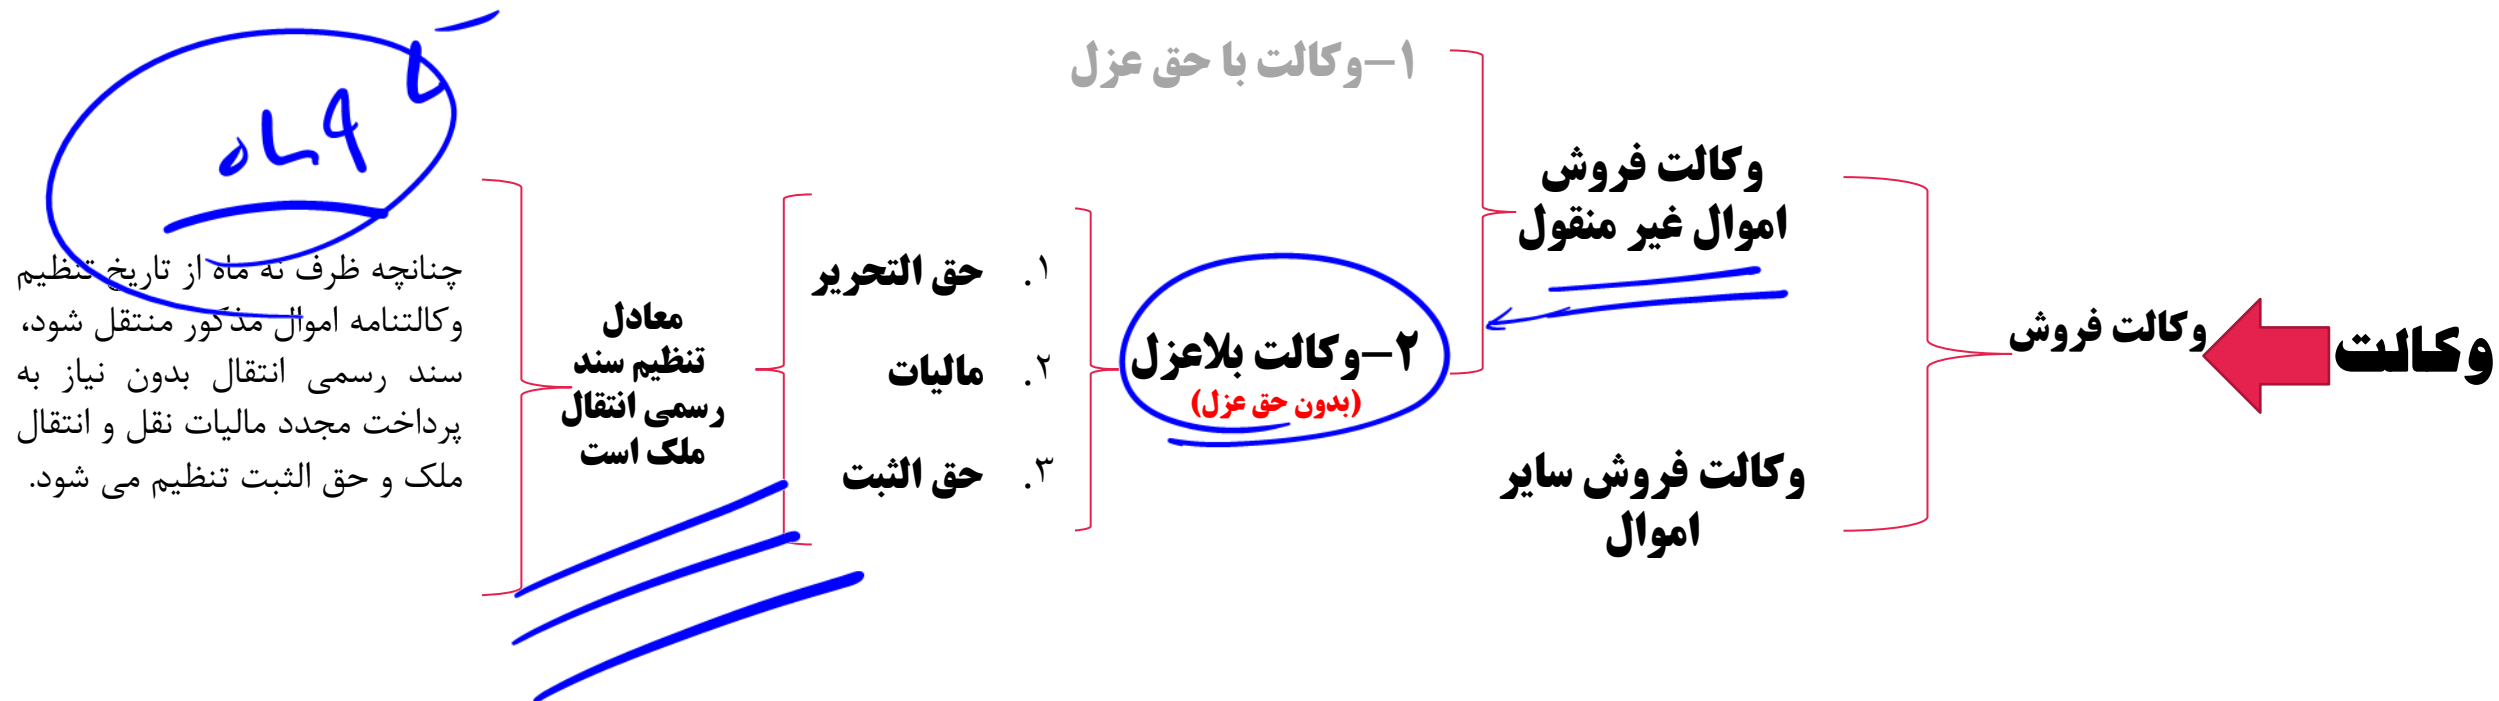 وکالت
وکالت فروش
وکالت فروش
اموال غیر منقول
وکالت فروش سایر
اموال
۱-وکالت با حق عزل
۲-وکالت بلاعزل
(بدون حق عزل)
۱. حق التحریر
۲. مالیات
۳. حق الثبت
معادل
تنظیم سند
رسمی انتقال
ملک است
۹ ماه
چنانچه ظرف نه ماه از تاریخ تنظیم
وکالتنامه اموال مذکور منتقل شود،
سند رسمی انتقال بدون نیاز به
پرداخت مجدد مالیات نقل و انتقال
ملک و حق الثبت تنظیم می شود.